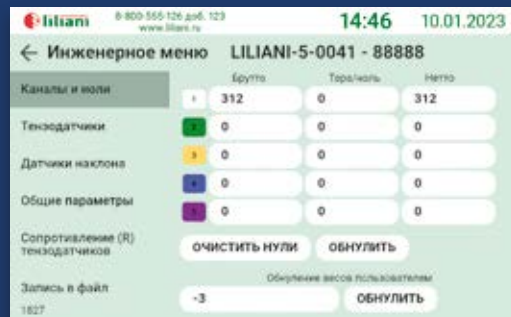 liliani 8-800-555-126 доб. 123 14:46 10.01.2023
www.liliani.ru
← Инженерное меню LILIANI-5-0041 - 88888
Каналы и ноли
Тензодатчики
Датчики наклона
Общие параметры
Сопротивление (R)
тензодатчиков
Запись в файл
1827
Брутто Тара/ноль Нетто
1 312 0 312
2 0 0 0
3 0 0 0
4 0 0 0
5 0 0 0
ОЧИСТИТЬ НУЛИ ОБНУЛИТЬ
Обнуление весов пользователем
-3 ОБНУЛИТЬ